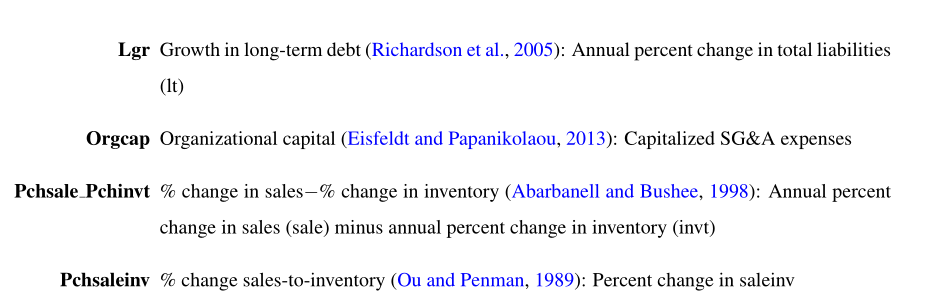 Lgr Growth in long-term debt (Richardson et al., 2005): Annual percent change in total liabilities
(lt)
Orgcap Organizational capital (Eisfeldt and Papanikolaou, 2013): Capitalized SG&A expenses
Pchsale_Pchinvt % change in sales−% change in inventory (Abarbanell and Bushee, 1998): Annual percent
change in sales (sale) minus annual percent change in inventory (invt)
Pchsaleinv % change sales-to-inventory (Ou and Penman, 1989): Percent change in saleinv